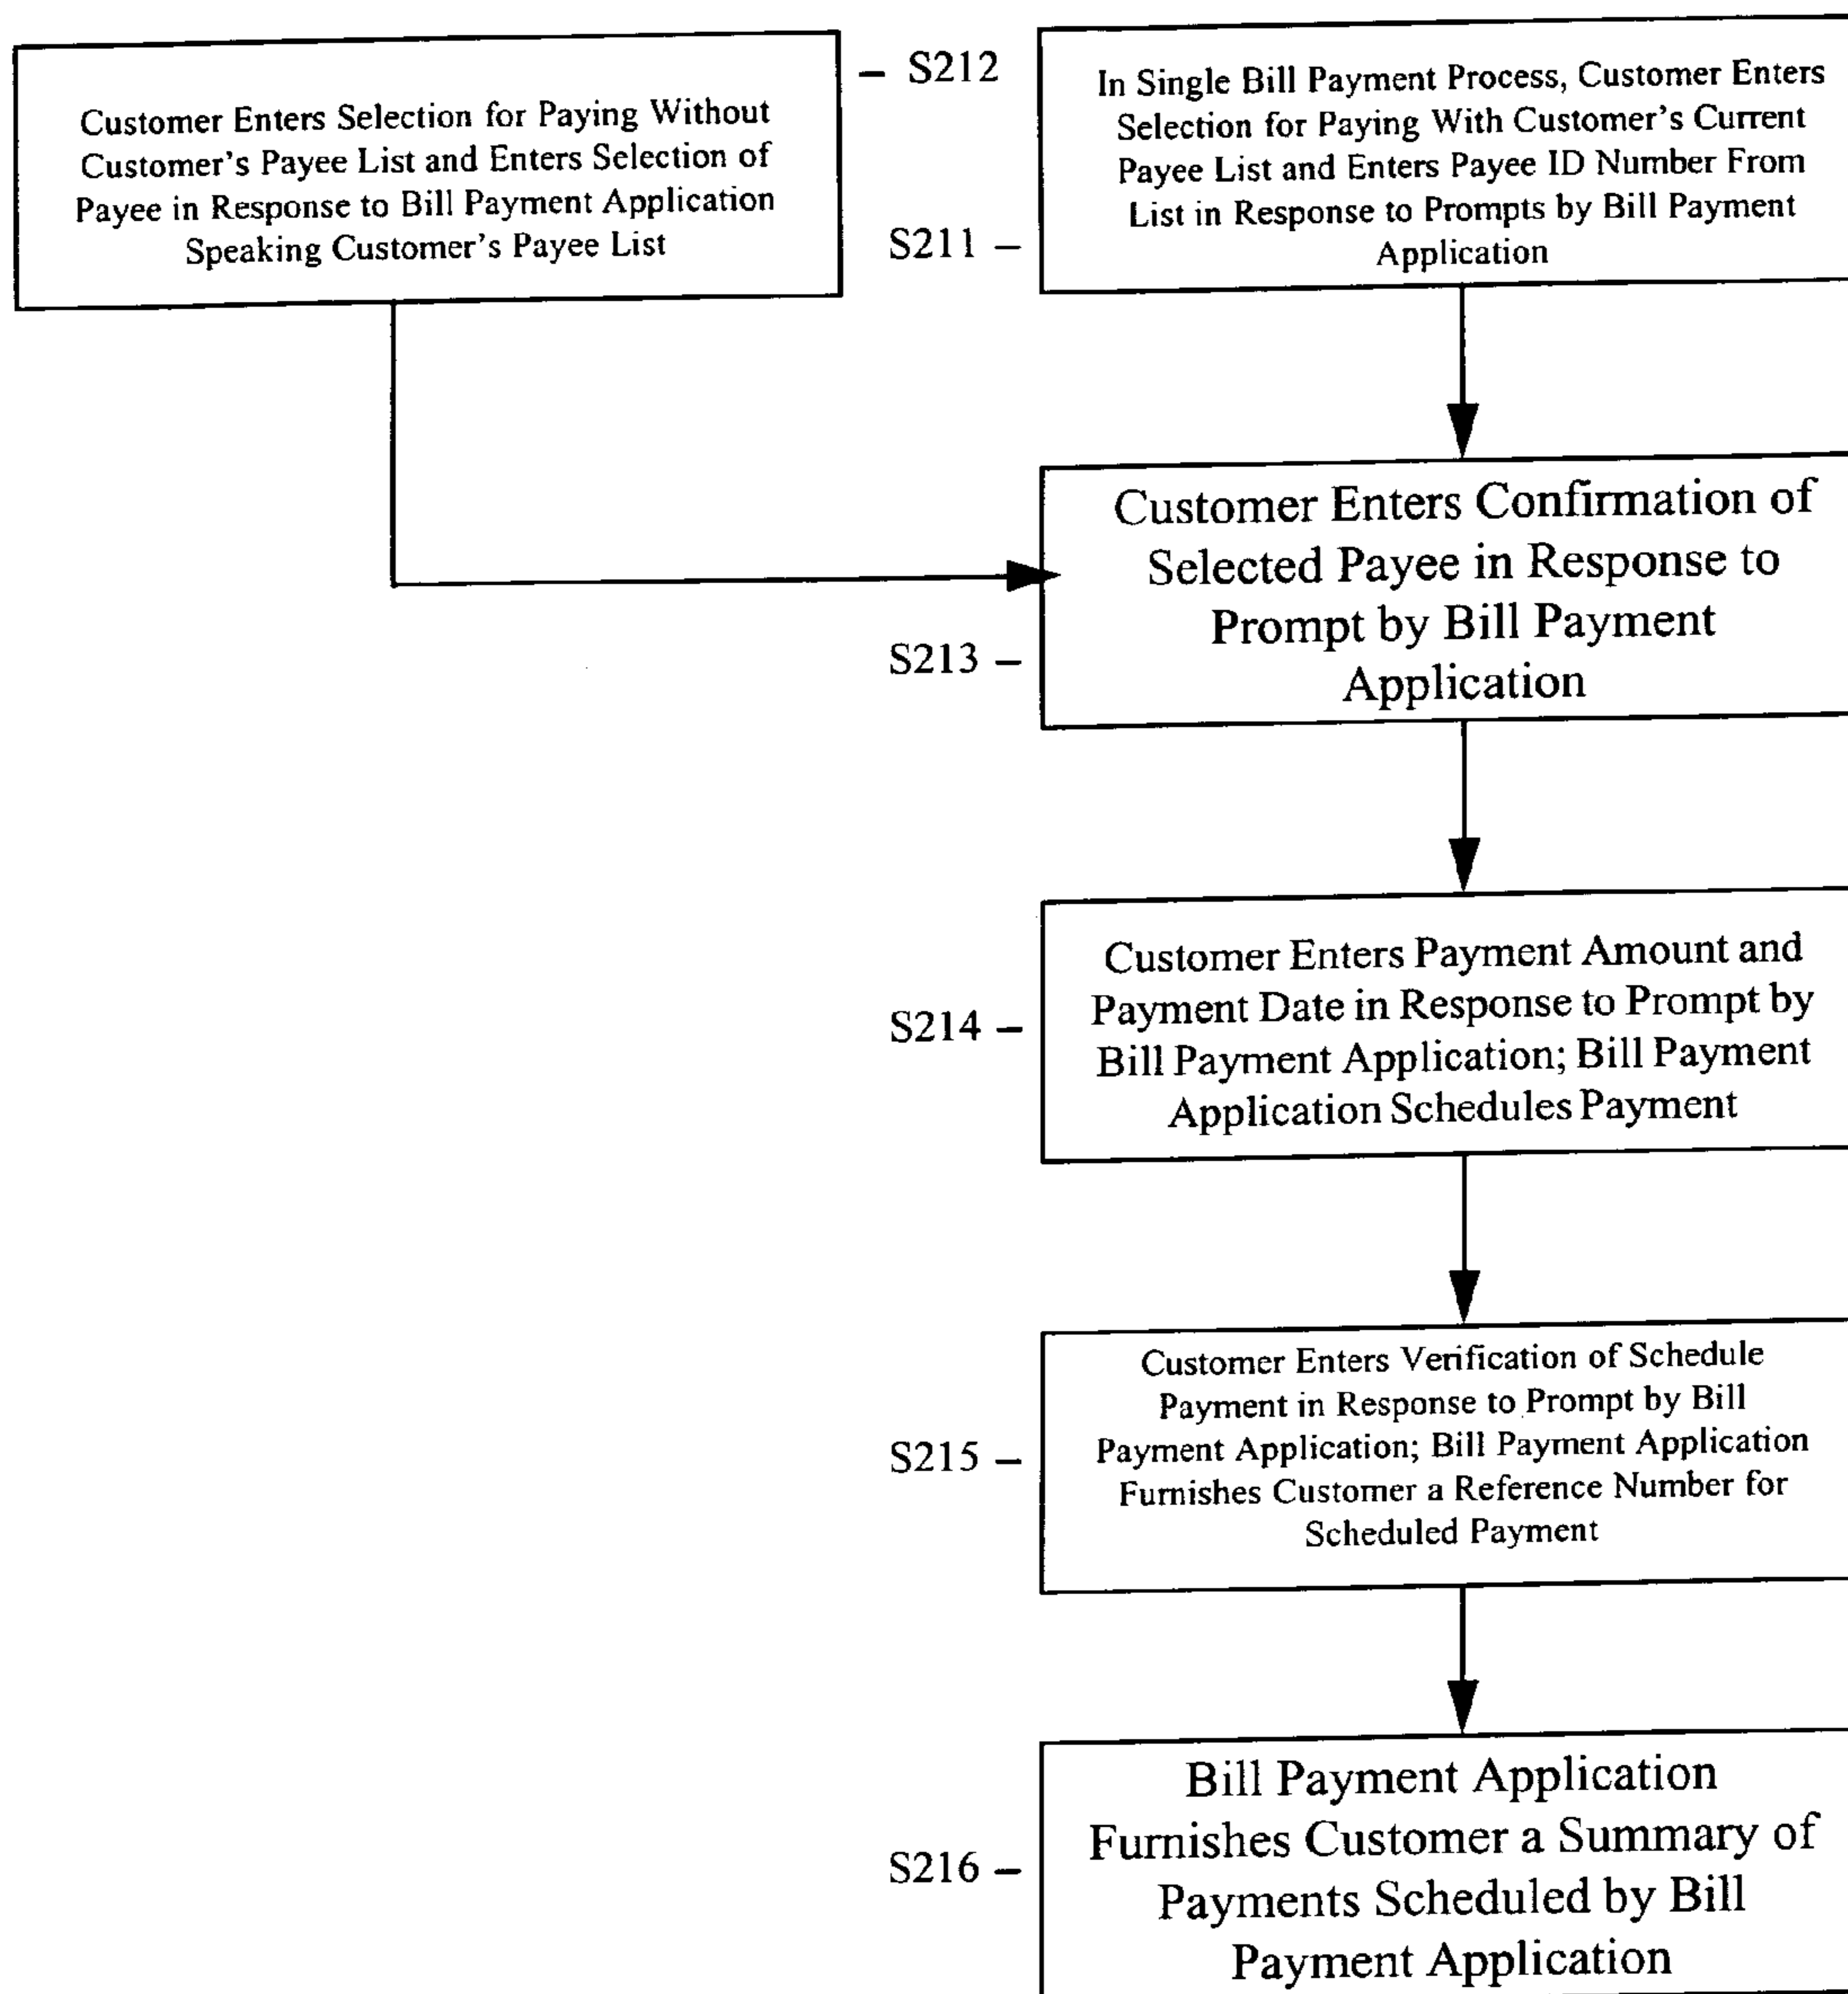 Customer Enters Selection for Paying Without
Customer's Payee List and Enters Selection of
Payee in Response to Bill Payment Application
Speaking Customer's Payee List
– S212
In Single Bill Payment Process, Customer Enters
Selection for Paying With Customer's Current
Payee List and Enters Payee ID Number From
List in Response to Prompts by Bill Payment
Application
S211 –
Customer Enters Confirmation of
Selected Payee in Response to
Prompt by Bill Payment
Application
S213 –
Customer Enters Payment Amount and
Payment Date in Response to Prompt by
Bill Payment Application; Bill Payment
Application Schedules Payment
S214 –
Customer Enters Verification of Schedule
Payment in Response to Prompt by Bill
Payment Application; Bill Payment Application
Furnishes Customer a Reference Number for
Scheduled Payment
S215 –
Bill Payment Application
Furnishes Customer a Summary of
Payments Scheduled by Bill
Payment Application
S216 –